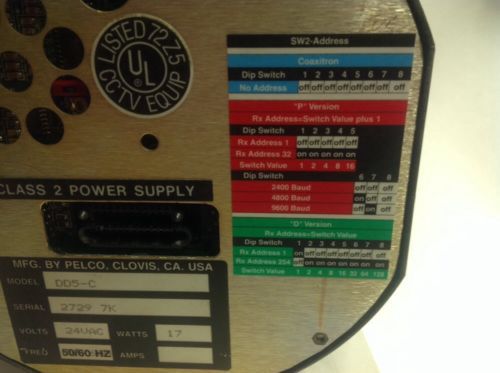 LISTED 72Z5
UL
CCTV EQUIP
CLASS 2 POWER SUPPLY
MFG. BY PELCO, CLOVIS, CA. USA
MODEL DD5-C
SERIAL 2729 7K
VOLTS 24VAC WATTS 17
FREQ 50/60 HZ AMPS
SW2-Address
Coaxitron
Dip Switch 1 2 3 4 5 6 7 8
No Address off off off off off off off off
"P" Version
Rx Address=Switch Value plus 1
Dip Switch 1 2 3 4 5
Rx Address 1 off off off off off
Rx Address 32 on on on on on
Switch Value 1 2 4 8 16
Dip Switch 6 7 8
2400 Baud off off off
4800 Baud on off off
9600 Baud off on off
"D" Version
Rx Address=Switch Value
Dip Switch 1 2 3 4 5 6 7 8
Rx Address 1 on off off off off off off off
Rx Address 254 off on on on on on on on
Switch Value 1 2 4 8 16 32 64 128